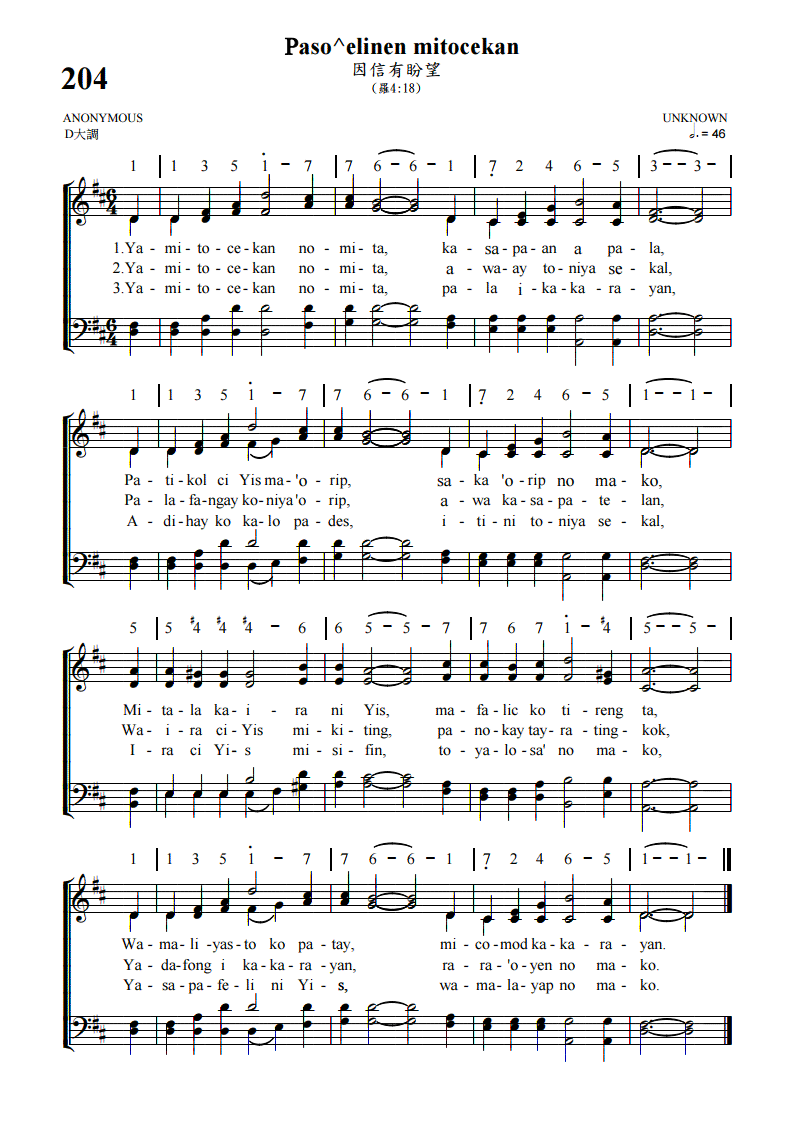 Paso^elinen mitocekan
204
因信有盼望
(羅4:18)
ANONYMOUS UNKNOWN
D大調 𝅗𝅥. = 46
1 | 1 3 5 i - 7 | 7 6 - 6 - 1 | 7̣ 2 4 6 - 5 | 3 - - 3 - |
1.Ya- mi-to-cekan no-mi-ta, ka-sa-pa-an a pa-la,
2.Ya- mi-to-cekan no-mi-ta, a-wa-ay to-niya se-kal,
3.Ya- mi-to-cekan no-mi-ta, pa-la i-ka-ka-ra-yan,
1 | 1 3 5 i - 7 | 7 6 - 6 - 1 | 7̣ 2 4 6 - 5 | 1 - - 1 - |
Pa-ti-kol ci Yis ma-'o-rip, sa-ka 'o-rip no ma-ko,
Pa-la-fa-ngay ko-niya'o-rip, a-wa ka-sa-pa-te-lan,
A-di-hay ko ka-lo pa-des, i-ti-ni to-niya se-kal,
5 | 5 #4 #4 #4 - 6 | 6 5 - 5 - 7 | 7 6 7 i - #4 | 5 - - 5 - |
Mi-ta-la ka-i-ra ni Yis, ma-fa-lic ko ti-reng ta,
Wa-i-ra ci-Yis mi-ki-ting, pa-no-kay tay-ra-ting-kok,
I-ra ci Yi-s mi-si-fin, to-ya-lo-sa' no ma-ko,
1 | 1 3 5 i - 7 | 7 6 - 6 - 1 | 7̣ 2 4 6 - 5 | 1 - - 1 - ||
Wa-ma-li-yas-to ko pa-tay, mi-co-mod ka-ka-ra-yan.
Ya-da-fong i ka-ka-ra-yan, ra-ra-'o-yen no ma-ko.
Ya-sa-pa-fe-li ni Yi-s, wa-ma-la-yap no ma-ko.